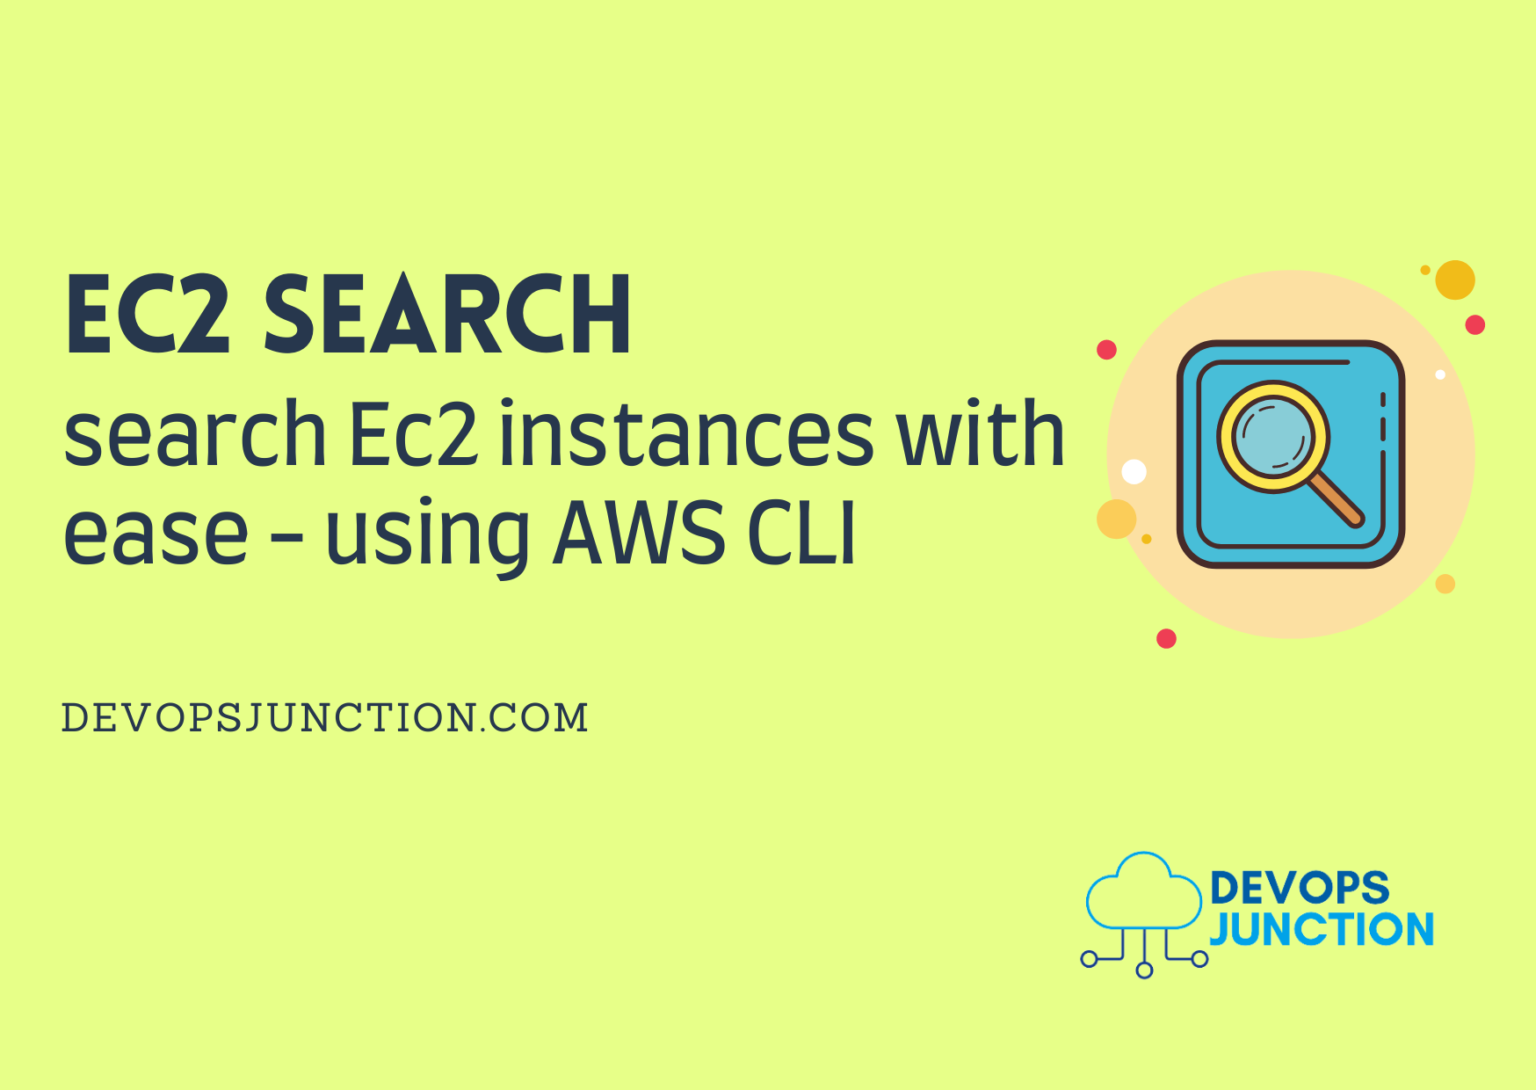 EC2 SEARCH
search Ec2 instances with
ease - using AWS CLI
DEVOPSJUNCTION.COM
DEVOPS
JUNCTION